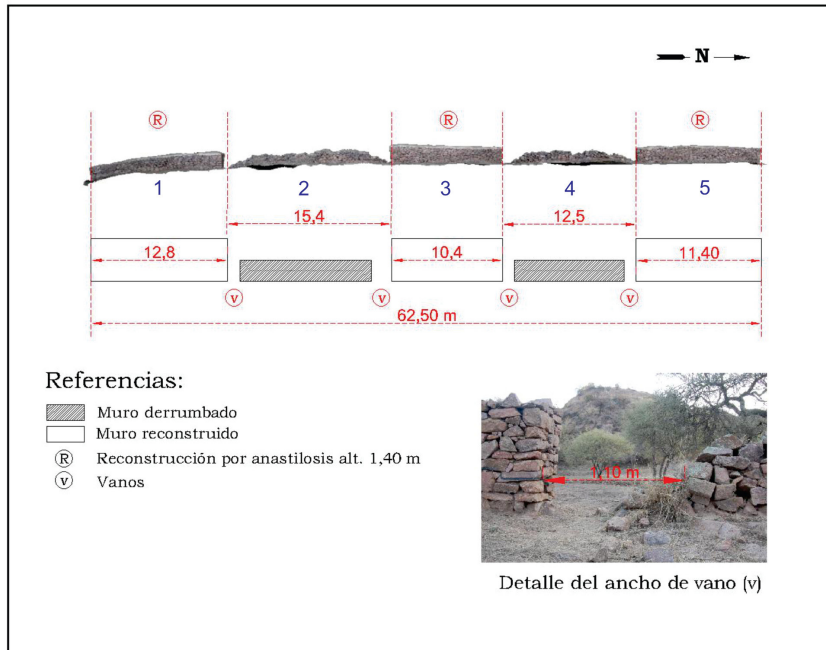 N
R R R
1 2 3 4 5
15,4 12,5
12,8 10,4 11,40
v v v v
62,50 m
Referencias:
Muro derrumbado
Muro reconstruido
R Reconstrucción por anastilosis alt. 1,40 m
v Vanos
1,10 m
Detalle del ancho de vano (v)